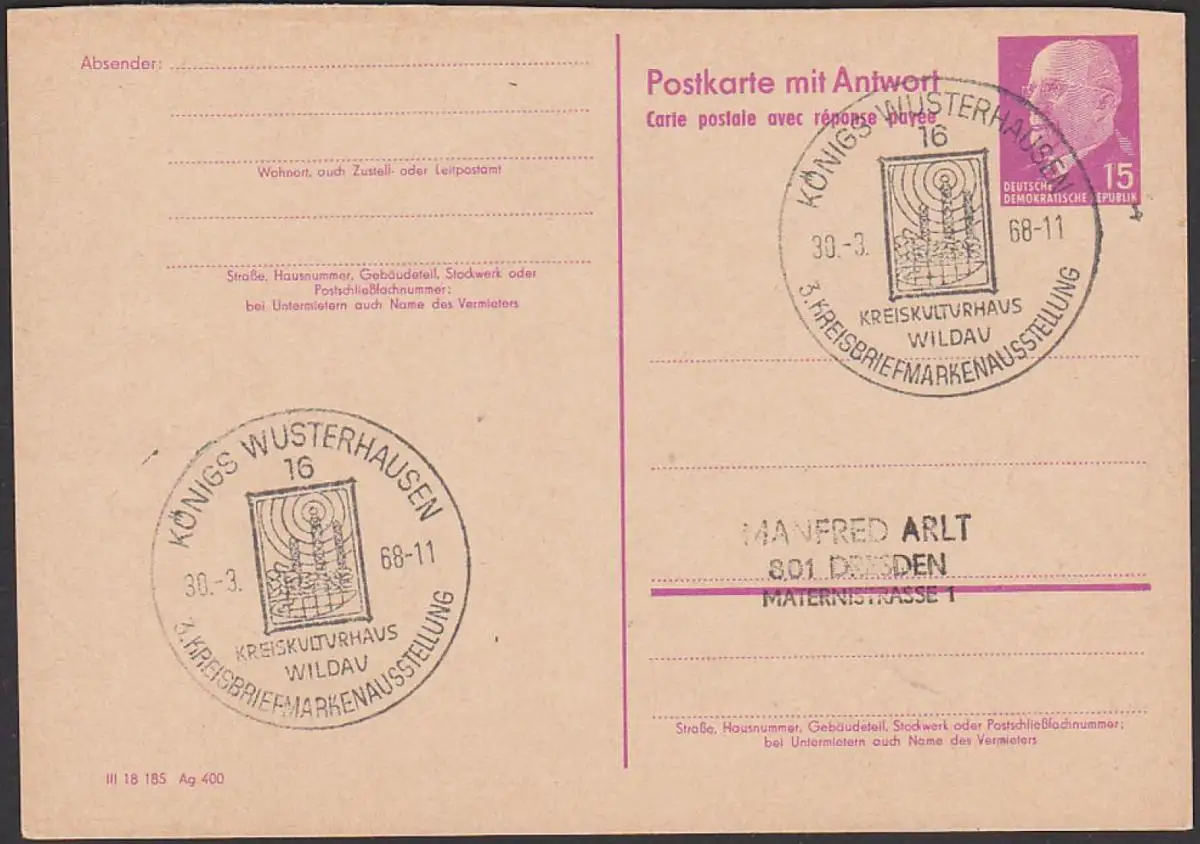 Absender:
Wohnort, auch Zustell- oder Leitpostamt
Straße, Hausnummer, Gebäudeteil, Stockwerk oder
Postschließfachnummer;
bei Untermietern auch Name des Vermieters
Postkarte mit Antwort
Carte postale avec réponse payée
DEUTSCHE
DEMOKRATISCHE REPUBLIK
15
KÖNIGS WUSTERHAUSEN
16
30.-3. 68-11
KREISKULTURHAUS
WILDAU
3. KREISBRIEFMARKENAUSSTELLUNG
KÖNIGS WUSTERHAUSEN
16
30.-3. 68-11
KREISKULTURHAUS
WILDAU
3. KREISBRIEFMARKENAUSSTELLUNG
MANFRED ARLT
801 DRESDEN
MATERNISTRASSE 1
Straße, Hausnummer, Gebäudeteil, Stockwerk oder Postschließfachnummer;
bei Untermietern auch Name des Vermieters
III 18 185 Ag 400